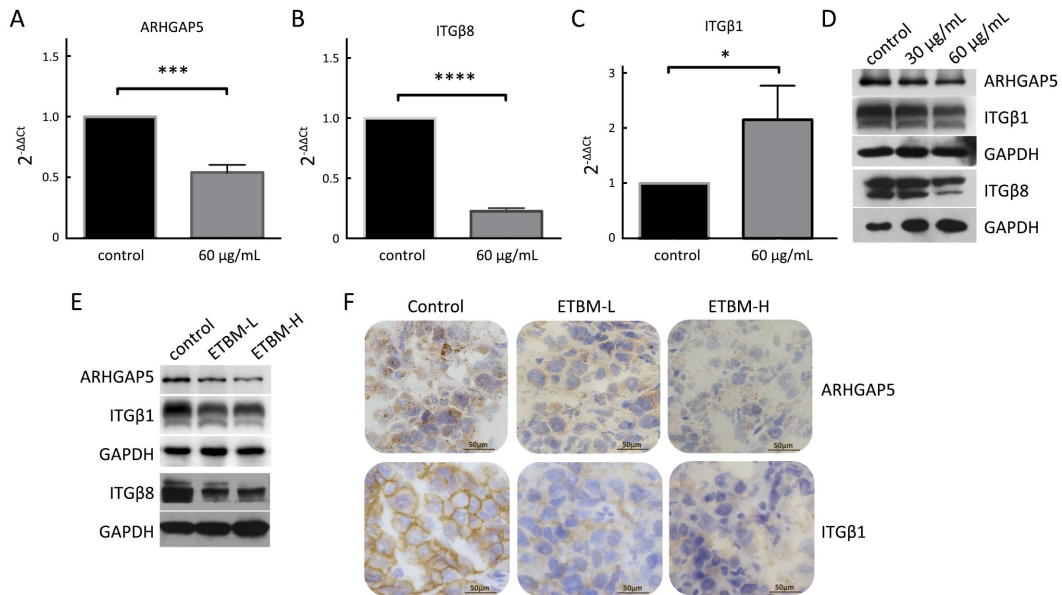 A
ARHGAP5
1.5
1.0
0.5
0
2-ΔΔCt
***
control
60 µg/mL
B
ITGβ8
1.5
1.0
0.5
0
2-ΔΔCt
****
control
60 µg/mL
C
ITGβ1
3
2
1
0
2-ΔΔCt
*
control
60 µg/mL
D
control
30 µg/mL
60 µg/mL
ARHGAP5
ITGβ1
GAPDH
ITGβ8
GAPDH
E
control
ETBM-L
ETBM-H
ARHGAP5
ITGβ1
GAPDH
ITGβ8
GAPDH
F
Control
ETBM-L
ETBM-H
50µm
50µm
50µm
ARHGAP5
50µm
50µm
50µm
ITGβ1